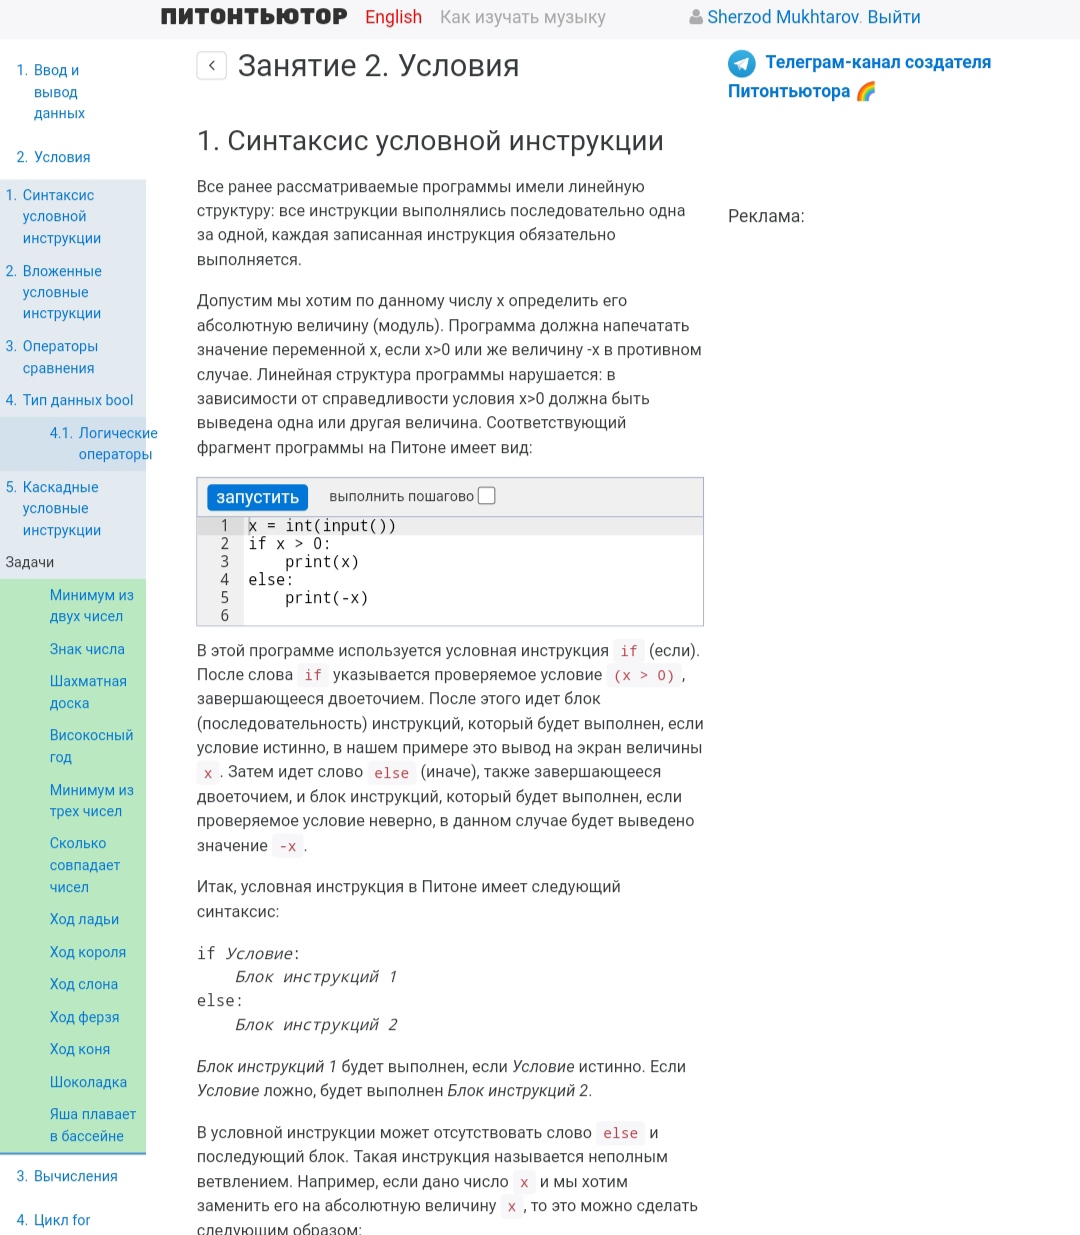 ПИТОНТЬЮТОР English Как изучать музыку Sherzod Mukhtarov. Выйти
1. Ввод и
вывод
данных
2. Условия
1. Синтаксис
условной
инструкции
2. Вложенные
условные
инструкции
3. Операторы
сравнения
4. Тип данных bool
4.1. Логические
операторы
5. Каскадные
условные
инструкции
Задачи
Минимум из
двух чисел
Знак числа
Шахматная
доска
Високосный
год
Минимум из
трех чисел
Сколько
совпадает
чисел
Ход ладьи
Ход короля
Ход слона
Ход ферзя
Ход коня
Шоколадка
Яша плавает
в бассейне
3. Вычисления
4. Цикл for
< Занятие 2. Условия
1. Синтаксис условной инструкции
Все ранее рассматриваемые программы имели линейную
структуру: все инструкции выполнялись последовательно одна
за одной, каждая записанная инструкция обязательно
выполняется.
Допустим мы хотим по данному числу x определить его
абсолютную величину (модуль). Программа должна напечатать
значение переменной x, если x>0 или же величину -x в противном
случае. Линейная структура программы нарушается: в
зависимости от справедливости условия x>0 должна быть
выведена одна или другая величина. Соответствующий
фрагмент программы на Питоне имеет вид:
запустить выполнить пошагово
1 x = int(input())
2 if x > 0:
3     print(x)
4 else:
5     print(-x)
6
В этой программе используется условная инструкция if (если).
После слова if указывается проверяемое условие (x > 0) ,
завершающееся двоеточием. После этого идет блок
(последовательность) инструкций, который будет выполнен, если
условие истинно, в нашем примере это вывод на экран величины
x . Затем идет слово else (иначе), также завершающееся
двоеточием, и блок инструкций, который будет выполнен, если
проверяемое условие неверно, в данном случае будет выведено
значение -x .
Итак, условная инструкция в Питоне имеет следующий
синтаксис:
if Условие:
    Блок инструкций 1
else:
    Блок инструкций 2
Блок инструкций 1 будет выполнен, если Условие истинно. Если
Условие ложно, будет выполнен Блок инструкций 2.
В условной инструкции может отсутствовать слово else и
последующий блок. Такая инструкция называется неполным
ветвлением. Например, если дано число x и мы хотим
заменить его на абсолютную величину x , то это можно сделать
следующим образом:
Телеграм-канал создателя
Питонтьютора 🌈
Реклама: